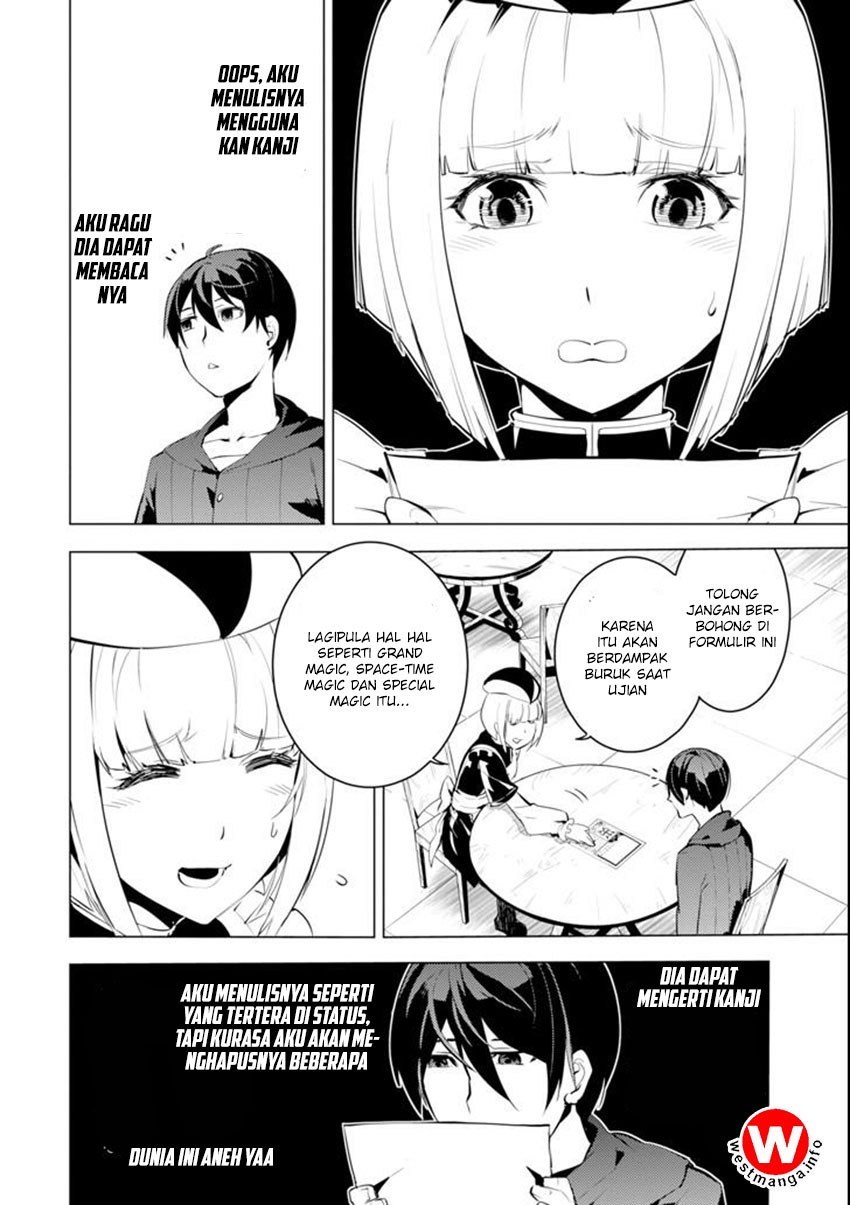 OOPS, AKU
MENULISNYA
MENGGUNA
KAN KANJI
AKU RAGU
DIA DAPAT
MEMBACA
NYA
TOLONG
JANGAN BER-
BOHONG DI
FORMULIR INI
KARENA
ITU AKAN
BERDAMPAK
BURUK SAAT
UJIAN
LAGIPULA HAL HAL
SEPERTI GRAND
MAGIC, SPACE-TIME
MAGIC DAN SPECIAL
MAGIC ITU...
DIA DAPAT
MENGERTI KANJI
AKU MENULISNYA SEPERTI
YANG TERTERA DI STATUS,
TAPI KURASA AKU AKAN ME-
NGHAPUSNYA BEBERAPA
DUNIA INI ANEH YAA
W
westmanga.info